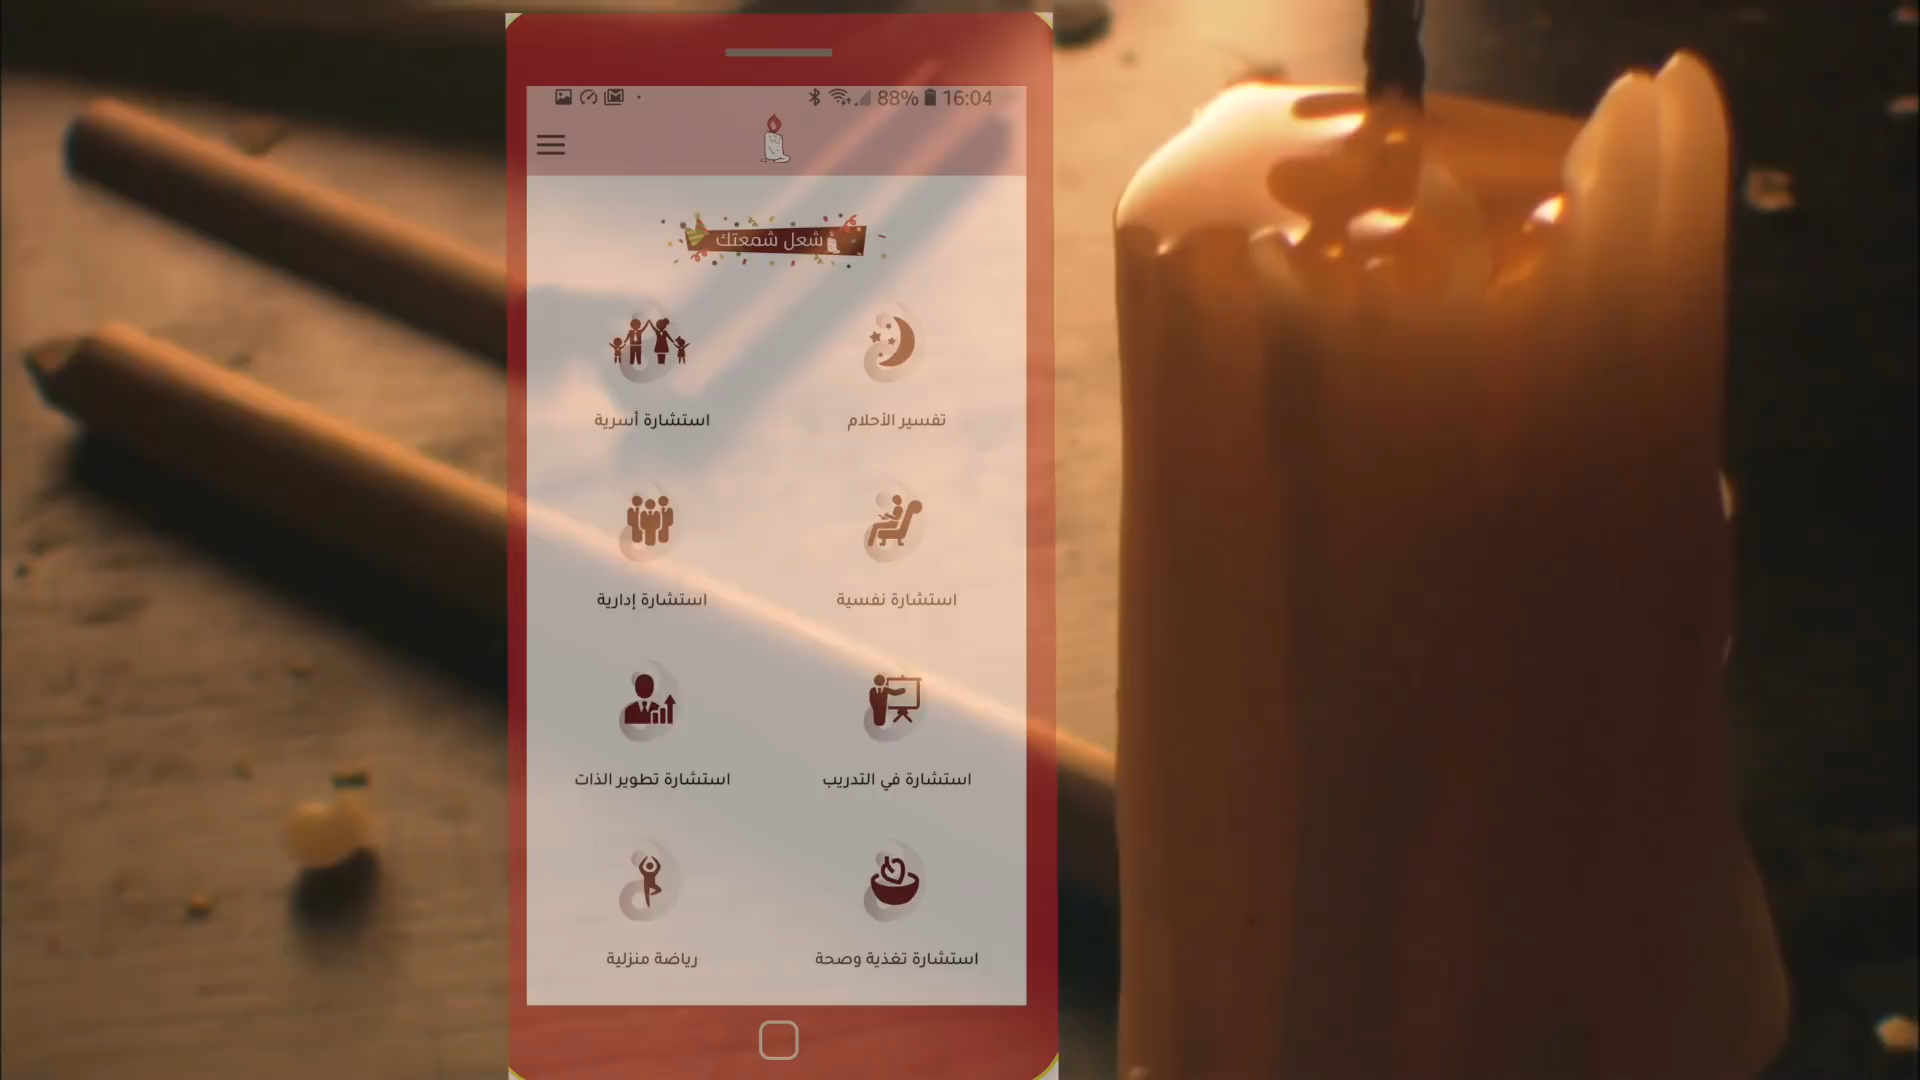 88% 16:04
شعل شمعتك
تفسير الأحلام
استشارة أسرية
استشارة نفسية
استشارة إدارية
استشارة في التدريب
استشارة تطوير الذات
استشارة تغذية وصحة
رياضة منزلية